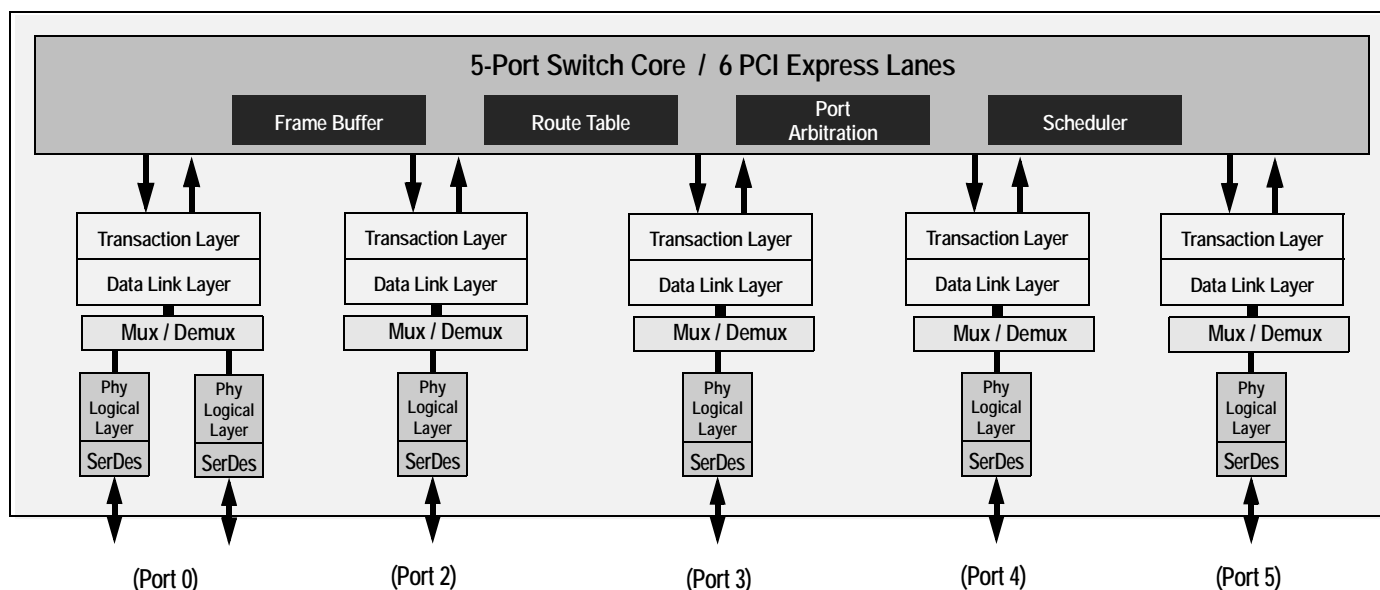 5-Port Switch Core / 6 PCI Express Lanes
Frame Buffer
Route Table
Port
Arbitration
Scheduler
Transaction Layer
Data Link Layer
Mux / Demux
Phy
Logical
Layer
SerDes
Phy
Logical
Layer
SerDes
(Port 0)
Transaction Layer
Data Link Layer
Mux / Demux
Phy
Logical
Layer
SerDes
(Port 2)
Transaction Layer
Data Link Layer
Mux / Demux
Phy
Logical
Layer
SerDes
(Port 3)
Transaction Layer
Data Link Layer
Mux / Demux
Phy
Logical
Layer
SerDes
(Port 4)
Transaction Layer
Data Link Layer
Mux / Demux
Phy
Logical
Layer
SerDes
(Port 5)